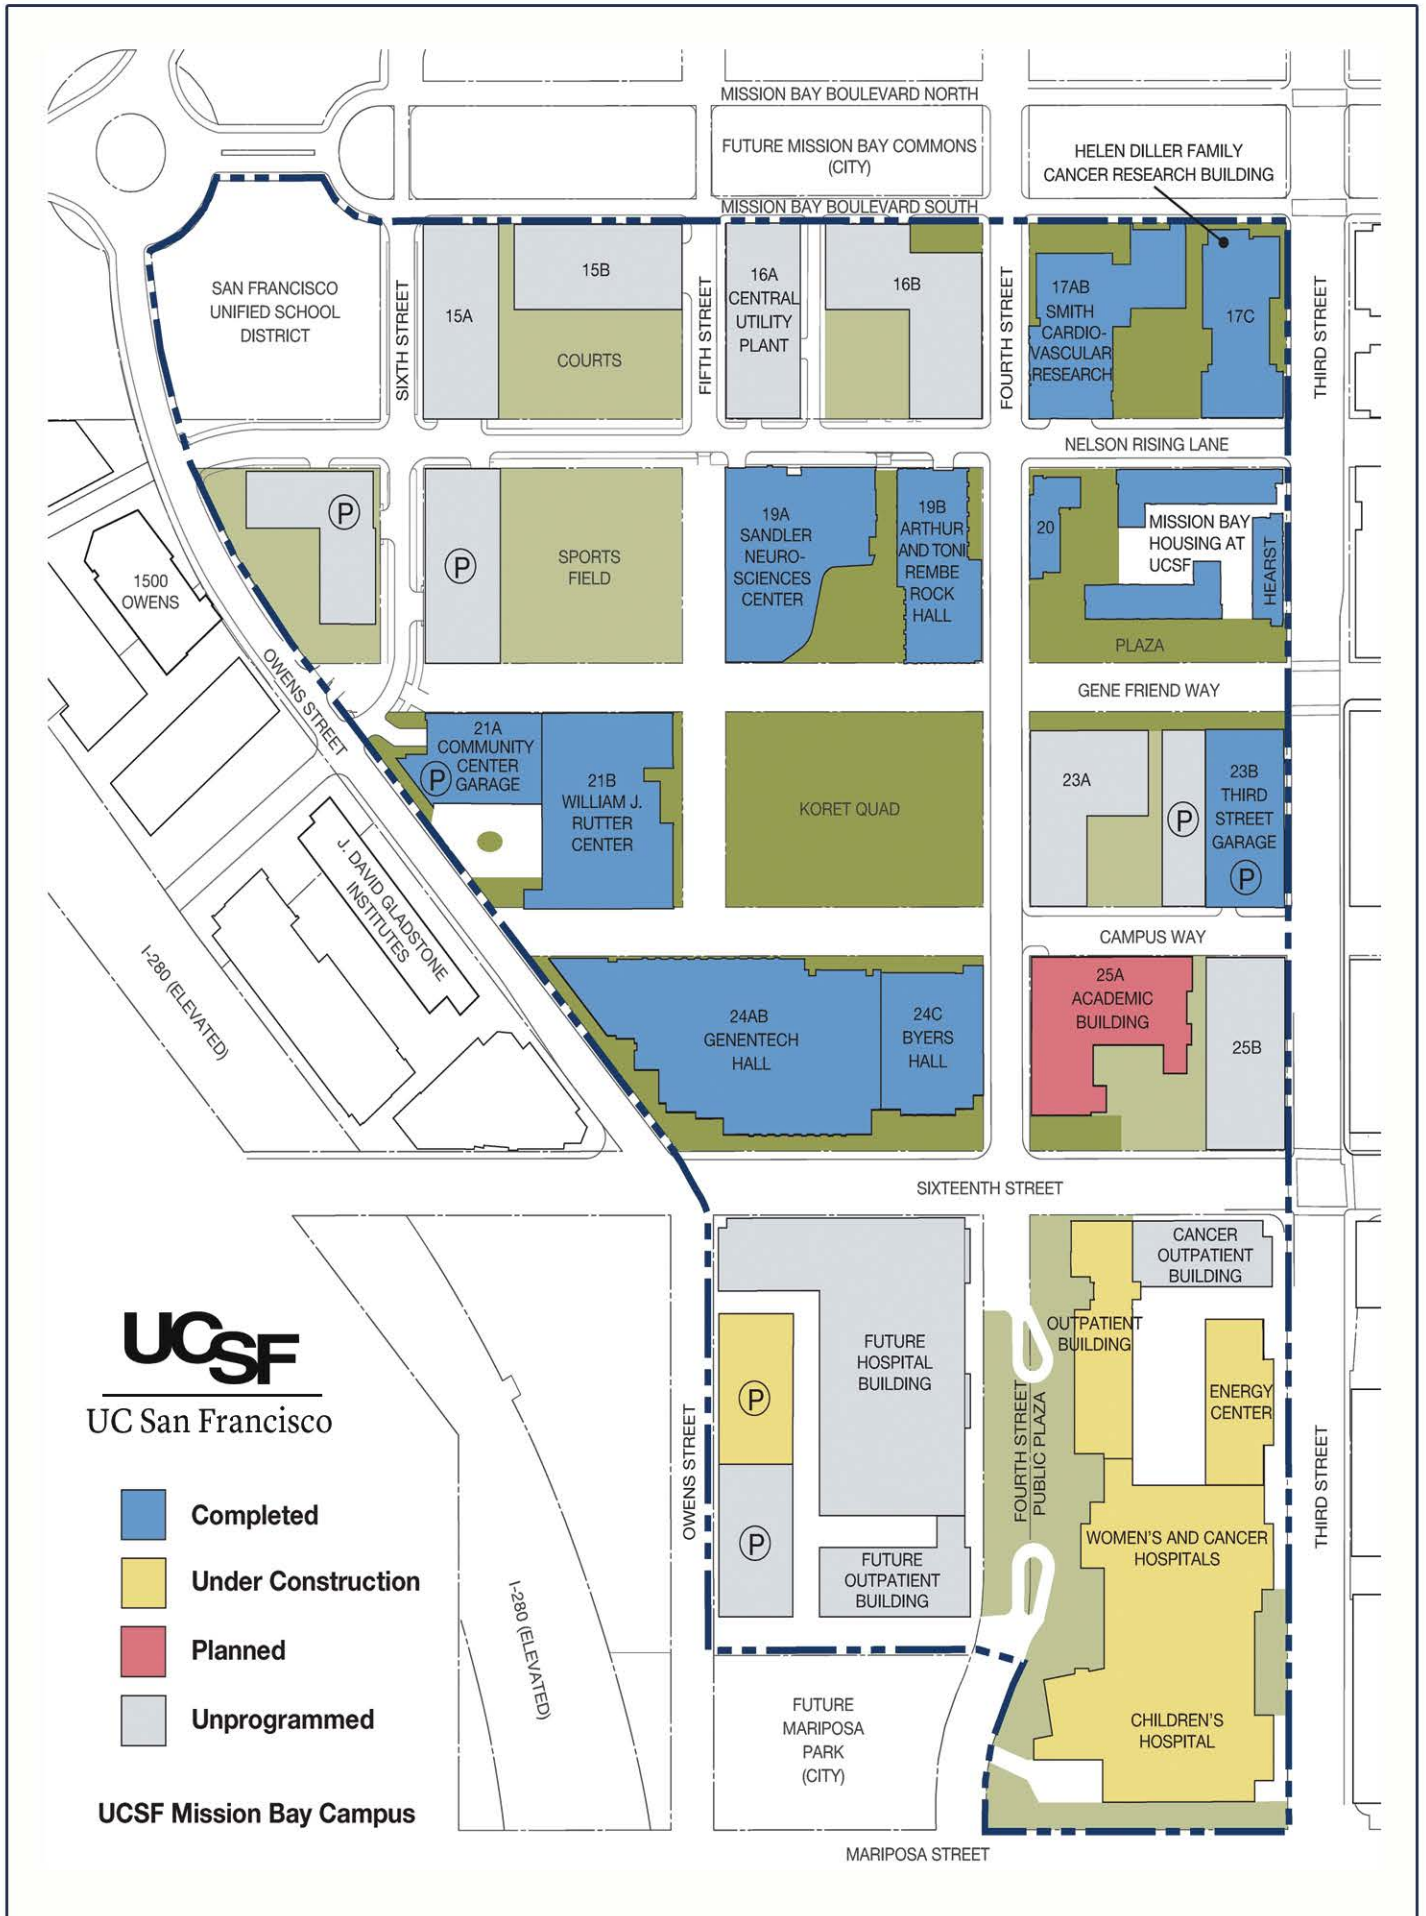 MISSION BAY BOULEVARD NORTH
FUTURE MISSION BAY COMMONS
(CITY)
HELEN DILLER FAMILY
CANCER RESEARCH BUILDING
MISSION BAY BOULEVARD SOUTH
SAN FRANCISCO
UNIFIED SCHOOL
DISTRICT
SIXTH STREET
15A
15B
COURTS
FIFTH STREET
16A
CENTRAL
UTILITY
PLANT
16B
FOURTH STREET
17AB
SMITH
CARDIO-
VASCULAR
RESEARCH
17C
THIRD STREET
NELSON RISING LANE
1500
OWENS
P
P
SPORTS
FIELD
19A
SANDLER
NEURO-
SCIENCES
CENTER
19B
ARTHUR
AND TONI
REMBE
ROCK
HALL
20
MISSION BAY
HOUSING AT
UCSF
HEARST
PLAZA
OWENS STREET
GENE FRIEND WAY
21A
COMMUNITY
CENTER
GARAGE
P
21B
WILLIAM J.
RUTTER
CENTER
KORET QUAD
23A
P
23B
THIRD
STREET
GARAGE
P
J. DAVID GLADSTONE
INSTITUTES
I-280 (ELEVATED)
CAMPUS WAY
24AB
GENENTECH
HALL
24C
BYERS
HALL
25A
ACADEMIC
BUILDING
25B
SIXTEENTH STREET
CANCER
OUTPATIENT
BUILDING
OUTPATIENT
BUILDING
FUTURE
HOSPITAL
BUILDING
P
P
ENERGY
CENTER
OWENS STREET
FOURTH STREET
PUBLIC PLAZA
THIRD STREET
WOMEN'S AND CANCER
HOSPITALS
FUTURE
OUTPATIENT
BUILDING
I-280 (ELEVATED)
FUTURE
MARIPOSA
PARK
(CITY)
CHILDREN'S
HOSPITAL
MARIPOSA STREET
UCSF
UC San Francisco
Completed
Under Construction
Planned
Unprogrammed
UCSF Mission Bay Campus